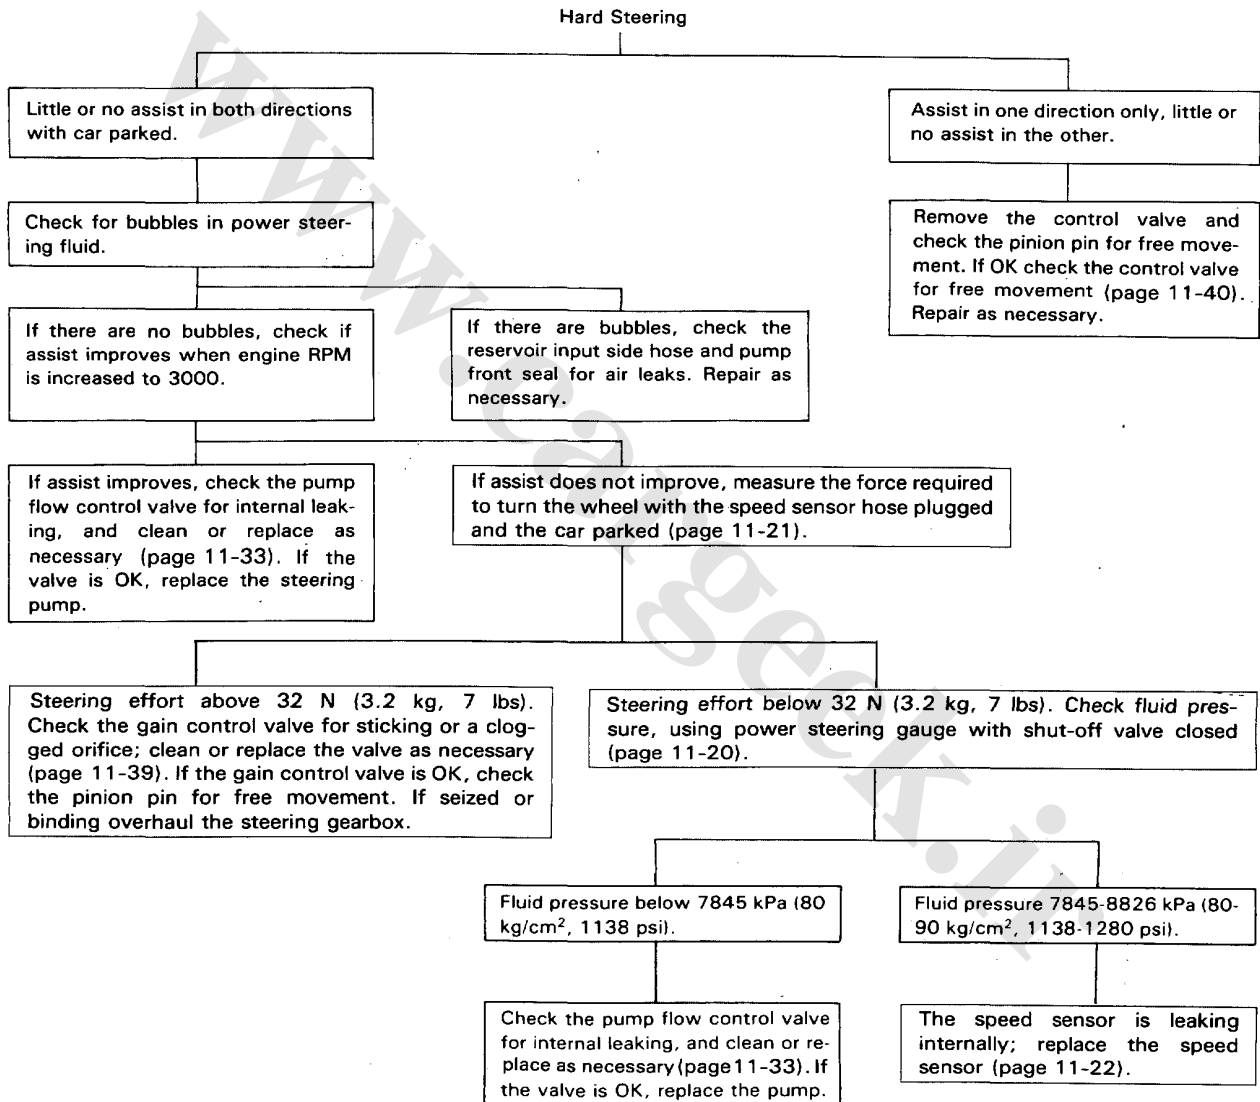 Hard Steering
Little or no assist in both directions
with car parked.
Assist in one direction only, little or
no assist in the other.
Check for bubbles in power steer-
ing fluid.
Remove the control valve and
check the pinion pin for free move-
ment. If OK check the control valve
for free movement (page 11-40).
Repair as necessary.
If there are no bubbles, check if
assist improves when engine RPM
is increased to 3000.
If there are bubbles, check the
reservoir input side hose and pump
front seal for air leaks. Repair as
necessary.
If assist improves, check the pump
flow control valve for internal leak-
ing, and clean or replace as
necessary (page 11-33). If the
valve is OK, replace the steering
pump.
If assist does not improve, measure the force required
to turn the wheel with the speed sensor hose plugged
and the car parked (page 11-21).
Steering effort above 32 N (3.2 kg, 7 lbs).
Check the gain control valve for sticking or a clog-
ged orifice; clean or replace the valve as necessary
(page 11-39). If the gain control valve is OK, check
the pinion pin for free movement. If seized or
binding overhaul the steering gearbox.
Steering effort below 32 N (3.2 kg, 7 lbs). Check fluid pres-
sure, using power steering gauge with shut-off valve closed
(page 11-20).
Fluid pressure below 7845 kPa (80
kg/cm², 1138 psi).
Fluid pressure 7845-8826 kPa (80-
90 kg/cm², 1138-1280 psi).
Check the pump flow control valve
for internal leaking, and clean or re-
place as necessary (page 11-33). If
the valve is OK, replace the pump.
The speed sensor is leaking
internally; replace the speed
sensor (page 11-22).
www.cargeek.ir